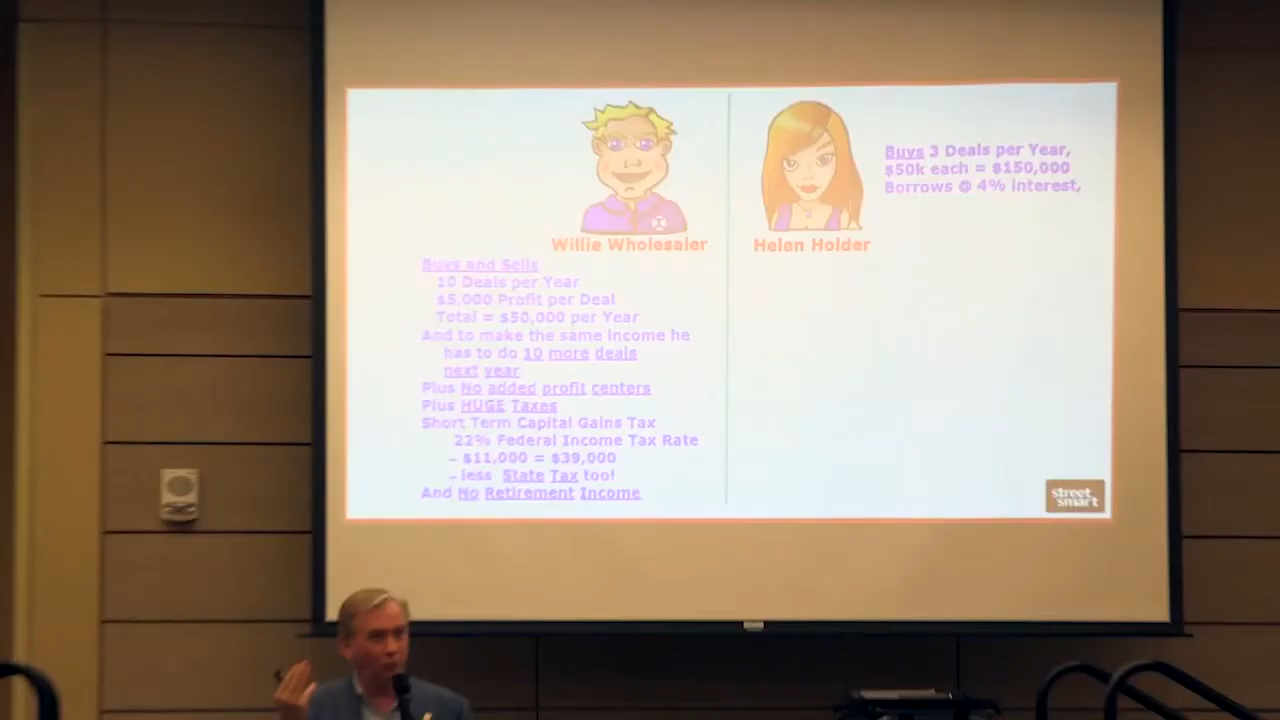 Willie Wholesaler
Buys and Sells
10 Deals per Year
$5,000 Profit per Deal
Total = $50,000 per Year
And to make the same income he
has to do 10 more deals
next year
Plus No added profit centers
Plus HUGE Taxes
Short Term Capital Gains Tax
22% Federal Income Tax Rate
– $11,000 = $39,000
– less State Tax too!
And No Retirement Income
Helen Holder
Buys 3 Deals per Year,
$50k each = $150,000
Borrows @ 4% interest,
street
smart